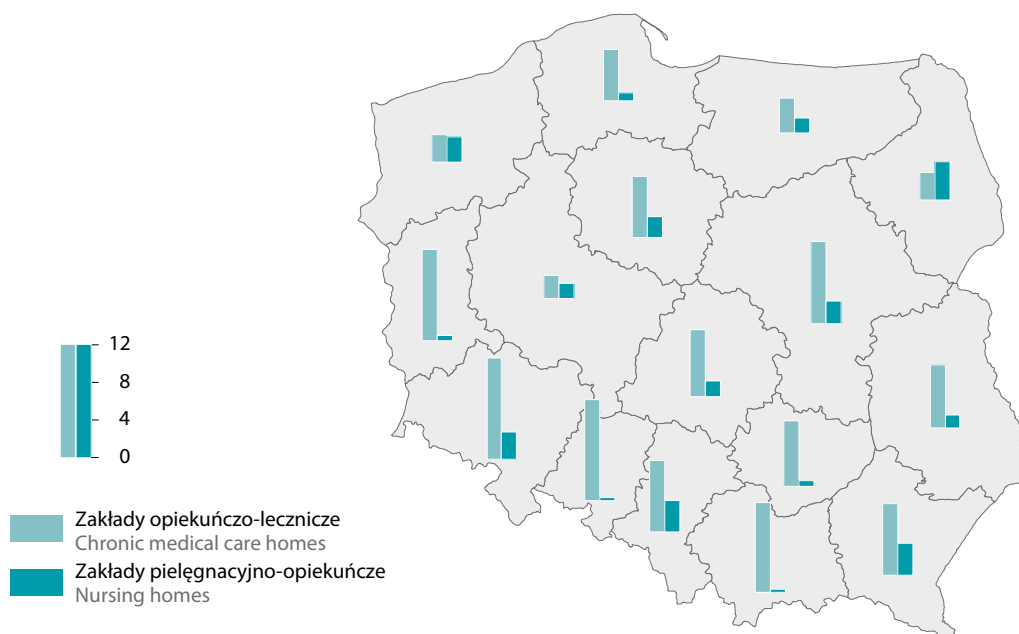 12
8
4
0
Zakłady opiekuńczo-lecznicze
Chronic medical care homes
Zakłady pielęgnacyjno-opiekuńcze
Nursing homes